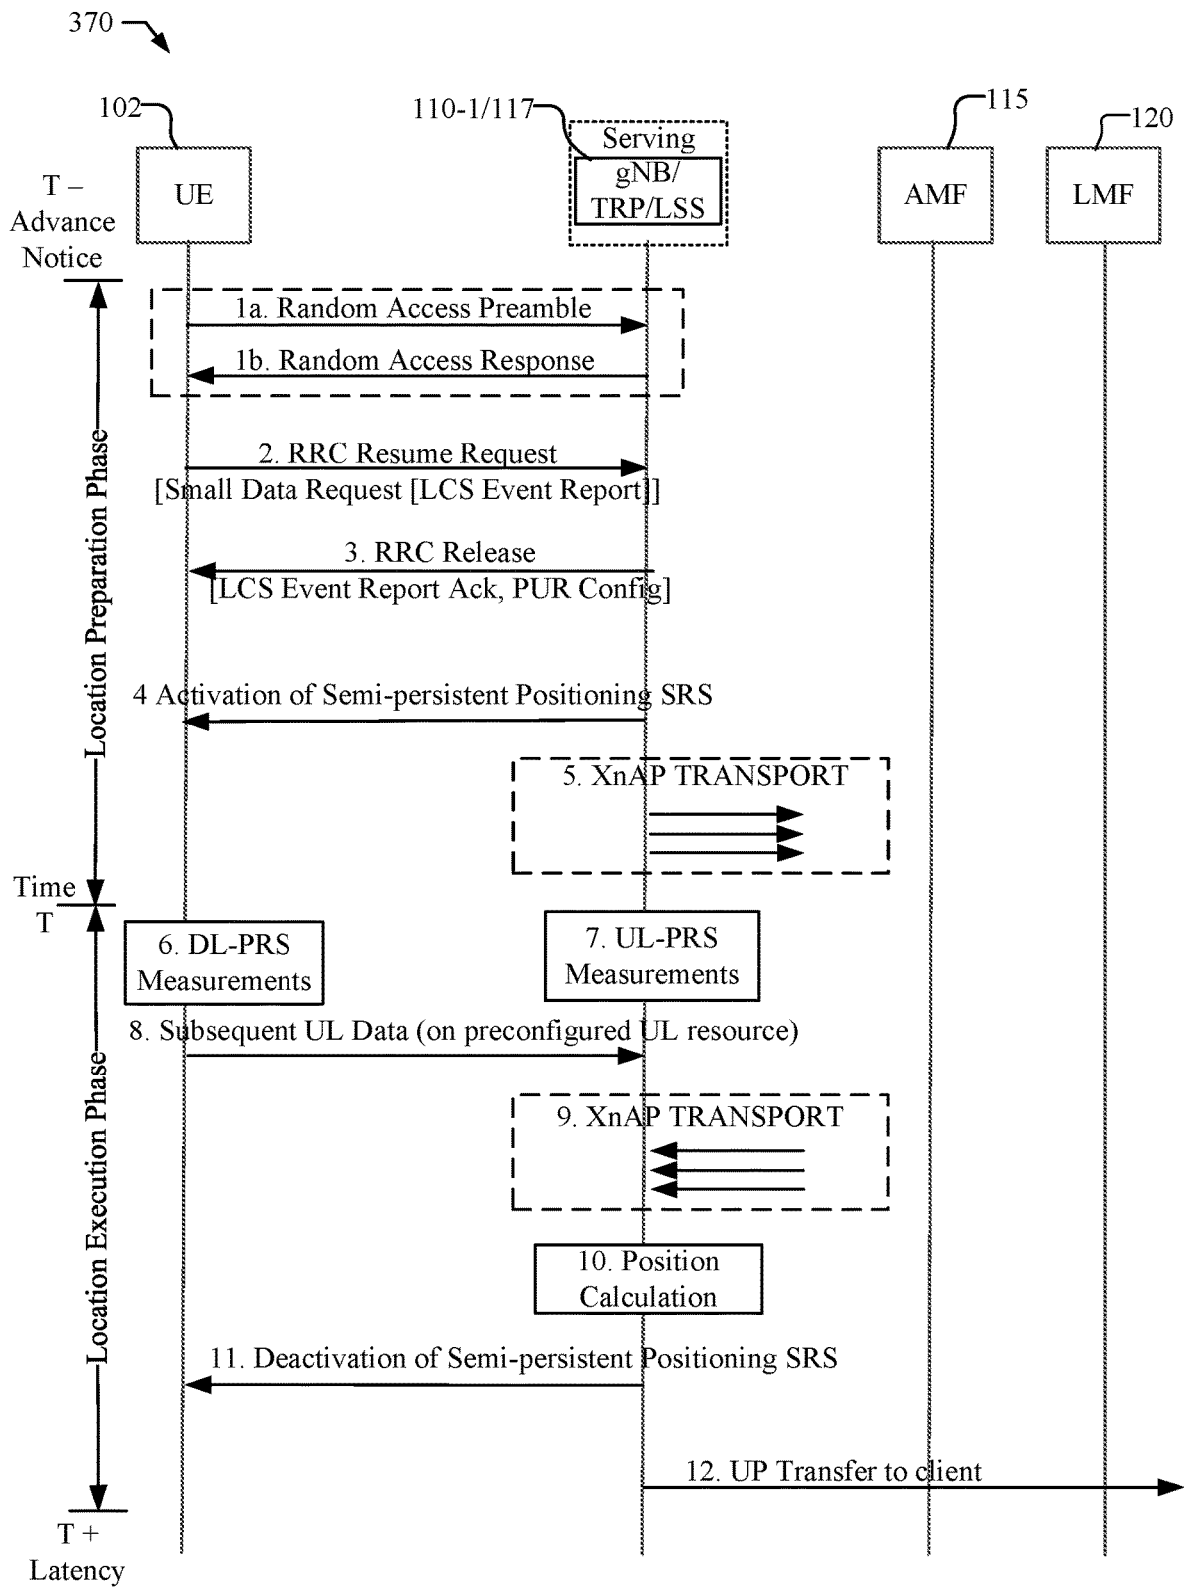 370
102
110-1/117
115
120
UE
Serving
gNB/
TRP/LSS
AMF
LMF
T –
Advance
Notice
1a. Random Access Preamble
1b. Random Access Response
2. RRC Resume Request
[Small Data Request [LCS Event Report]]
3. RRC Release
[LCS Event Report Ack, PUR Config]
Location Preparation Phase
4 Activation of Semi-persistent Positioning SRS
5. XnAP TRANSPORT
Time
T
6. DL-PRS
Measurements
7. UL-PRS
Measurements
8. Subsequent UL Data (on preconfigured UL resource)
9. XnAP TRANSPORT
Location Execution Phase
10. Position
Calculation
11. Deactivation of Semi-persistent Positioning SRS
12. UP Transfer to client
T +
Latency